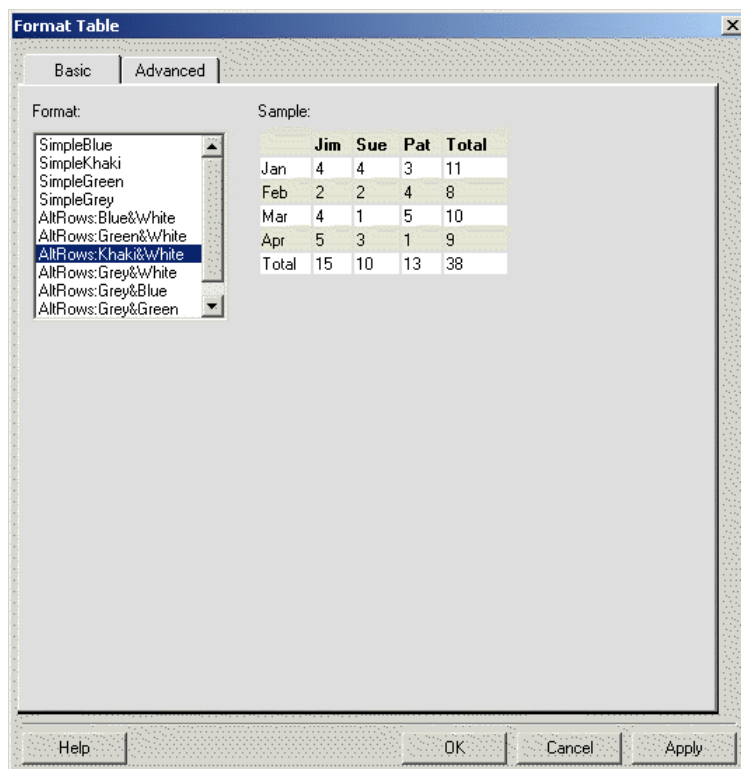 Format Table
Basic Advanced
Format:
SimpleBlue
SimpleKhaki
SimpleGreen
SimpleGrey
AltRows:Blue&White
AltRows:Green&White
AltRows:Khaki&White
AltRows:Grey&White
AltRows:Grey&Blue
AltRows:Grey&Green
Sample:
Jim Sue Pat Total
Jan 4 4 3 11
Feb 2 2 4 8
Mar 4 1 5 10
Apr 5 3 1 9
Total 15 10 13 38
Help OK Cancel Apply